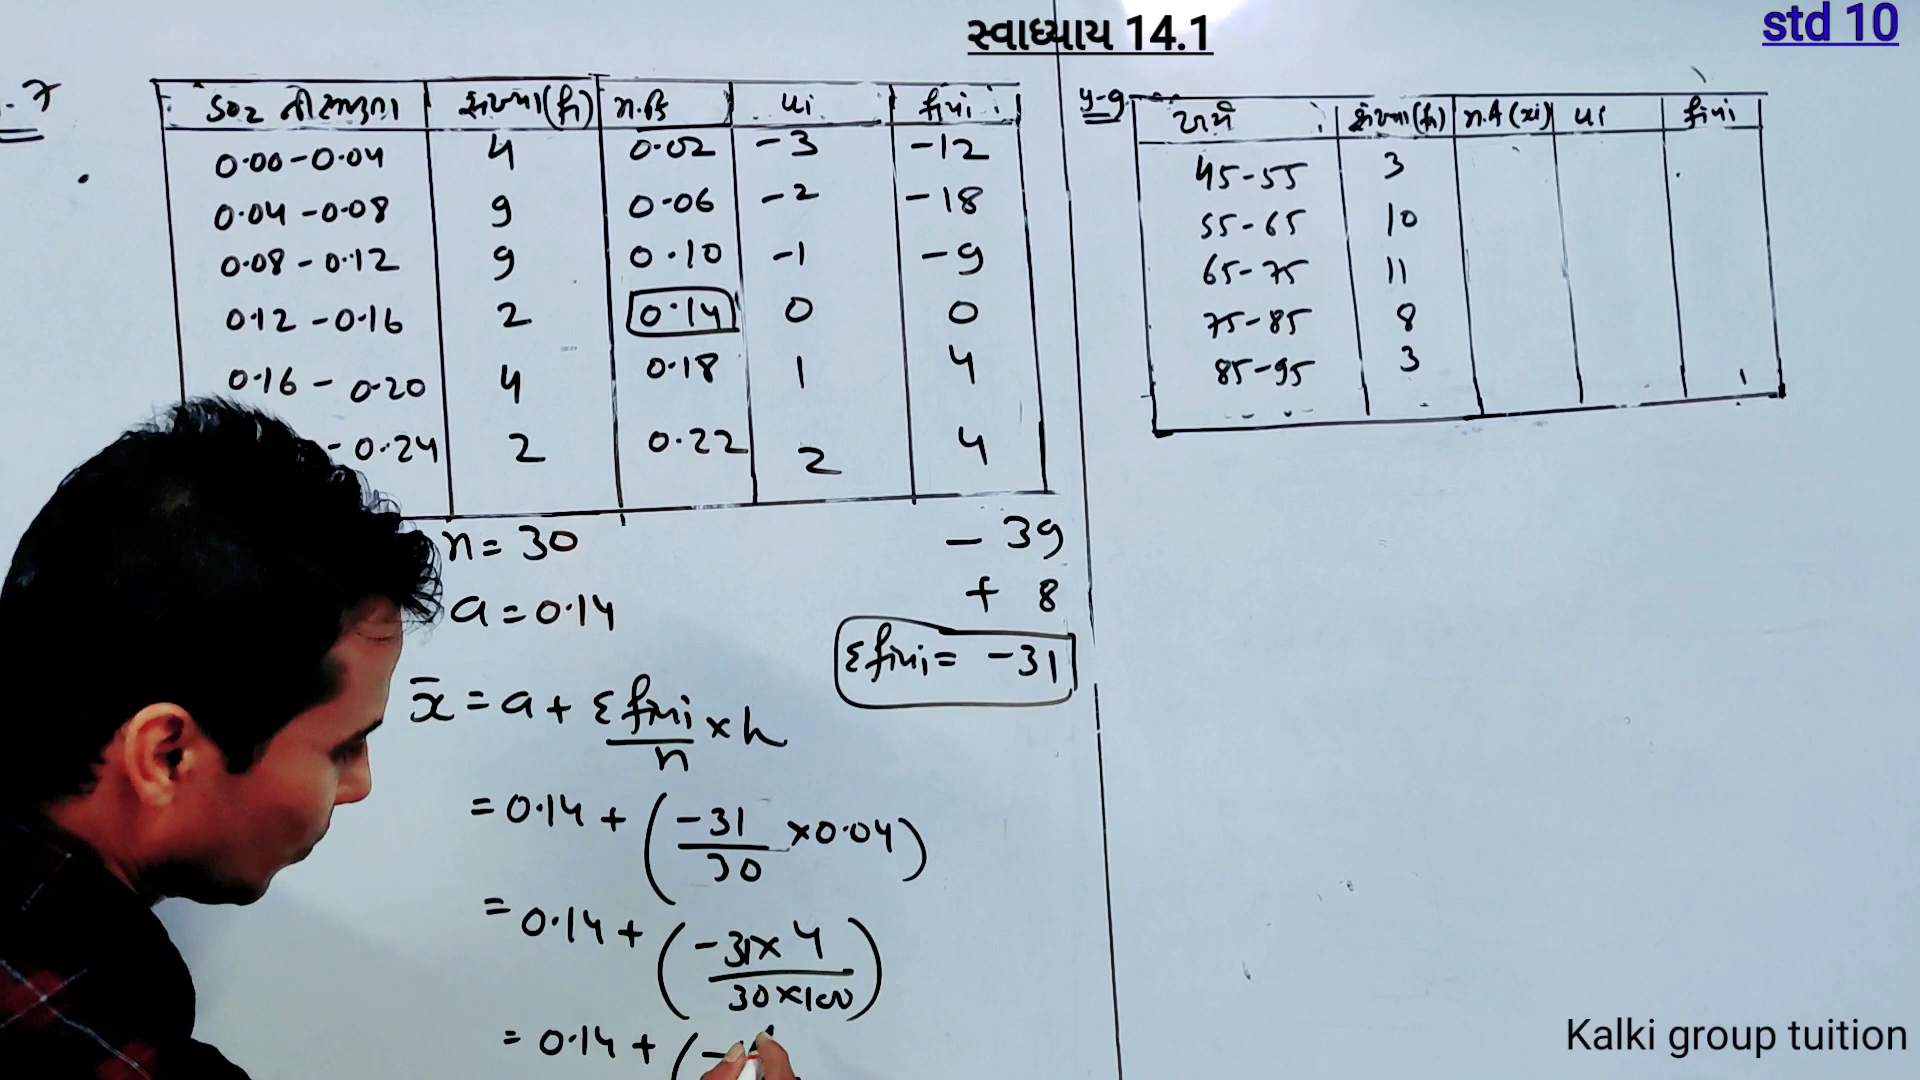 સ્વાધ્યાય 14.1
std 10
SO2 ની સાંદ્રતા સંખ્યા (fi) મ.કિ ui fiui
0.00-0.04 4 0.02 -3 -12
0.04-0.08 9 0.06 -2 -18
0.08-0.12 9 0.10 -1 -9
0.12-0.16 2 0.14 0 0
0.16-0.20 4 0.18 1 4
-0.24 2 0.22 2 4
n=30
-39
+8
a=0.14
Σfiui= -31
x̄=a+Σfiui/n×h
=0.14+(-31/30×0.04)
=0.14+(-31×4/30×100)
=0.14+(-
પ્ર-9
સંખ્યા (fi) મ.કિ (xi) ui fiui
45-55 3
55-65 10
65-75 11
75-85 8
85-95 3
Kalki group tuition